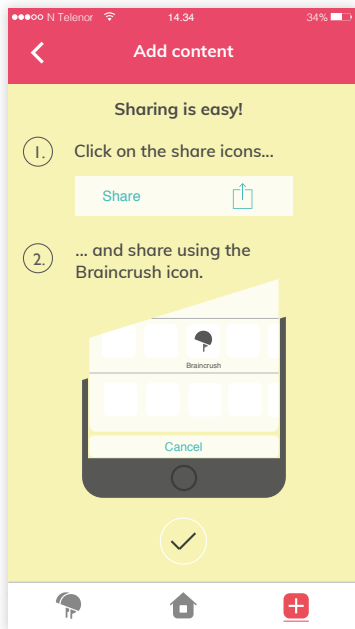 N Telenor 14.34 34%
Add content
Sharing is easy!
1. Click on the share icons...
Share
2. ... and share using the
Braincrush icon.
Braincrush
Cancel